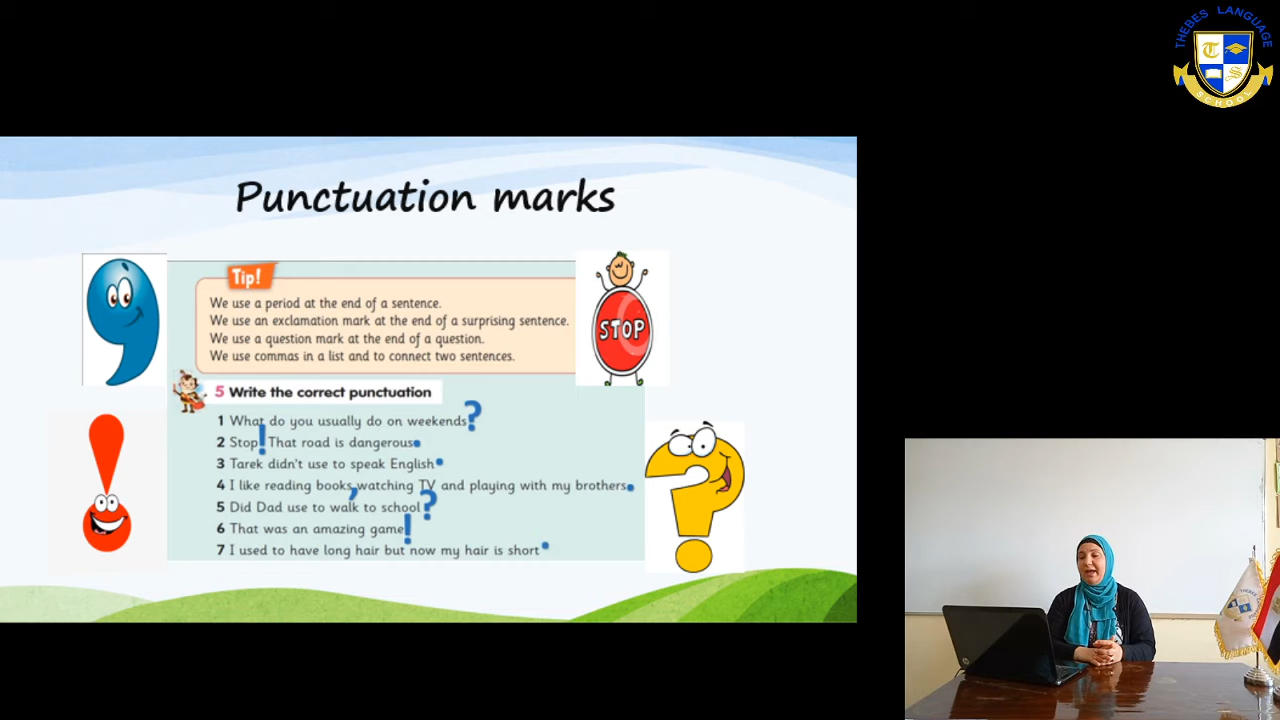 THEBES LANGUAGE
SCHOOL
Punctuation marks
Tip!
We use a period at the end of a sentence.
We use an exclamation mark at the end of a surprising sentence.
We use a question mark at the end of a question.
We use commas in a list and to connect two sentences.
STOP
5 Write the correct punctuation
1 What do you usually do on weekends?
2 Stop! That road is dangerous.
3 Tarek didn't use to speak English.
4 I like reading books, watching TV and playing with my brothers.
5 Did Dad use to walk to school?
6 That was an amazing game!
7 I used to have long hair but now my hair is short.